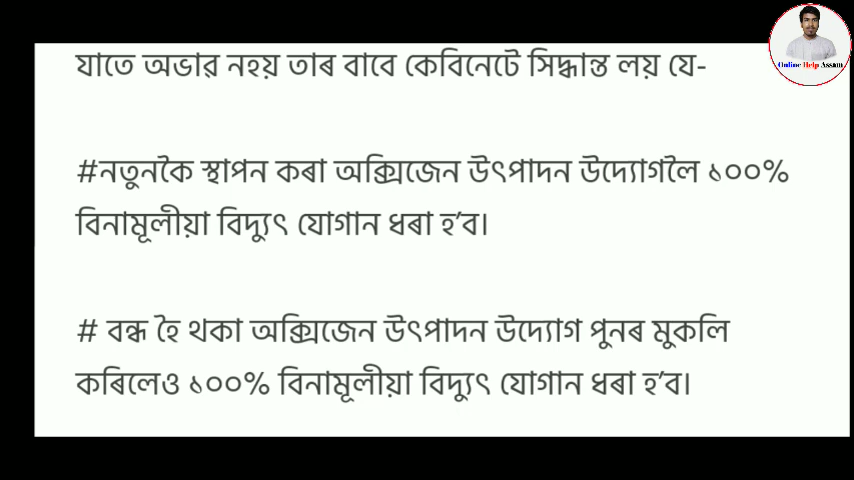 যাতে অভাৱ নহয় তাৰ বাবে কেবিনেটে সিদ্ধান্ত লয় যে-
#নতুনকৈ স্থাপন কৰা অক্সিজেন উৎপাদন উদ্যোগলৈ ১০০%
বিনামূলীয়া বিদ্যুৎ যোগান ধৰা হ’ব।
# বন্ধ হৈ থকা অক্সিজেন উৎপাদন উদ্যোগ পুনৰ মুকলি
কৰিলেও ১০০% বিনামূলীয়া বিদ্যুৎ যোগান ধৰা হ’ব।
Online Help Assam